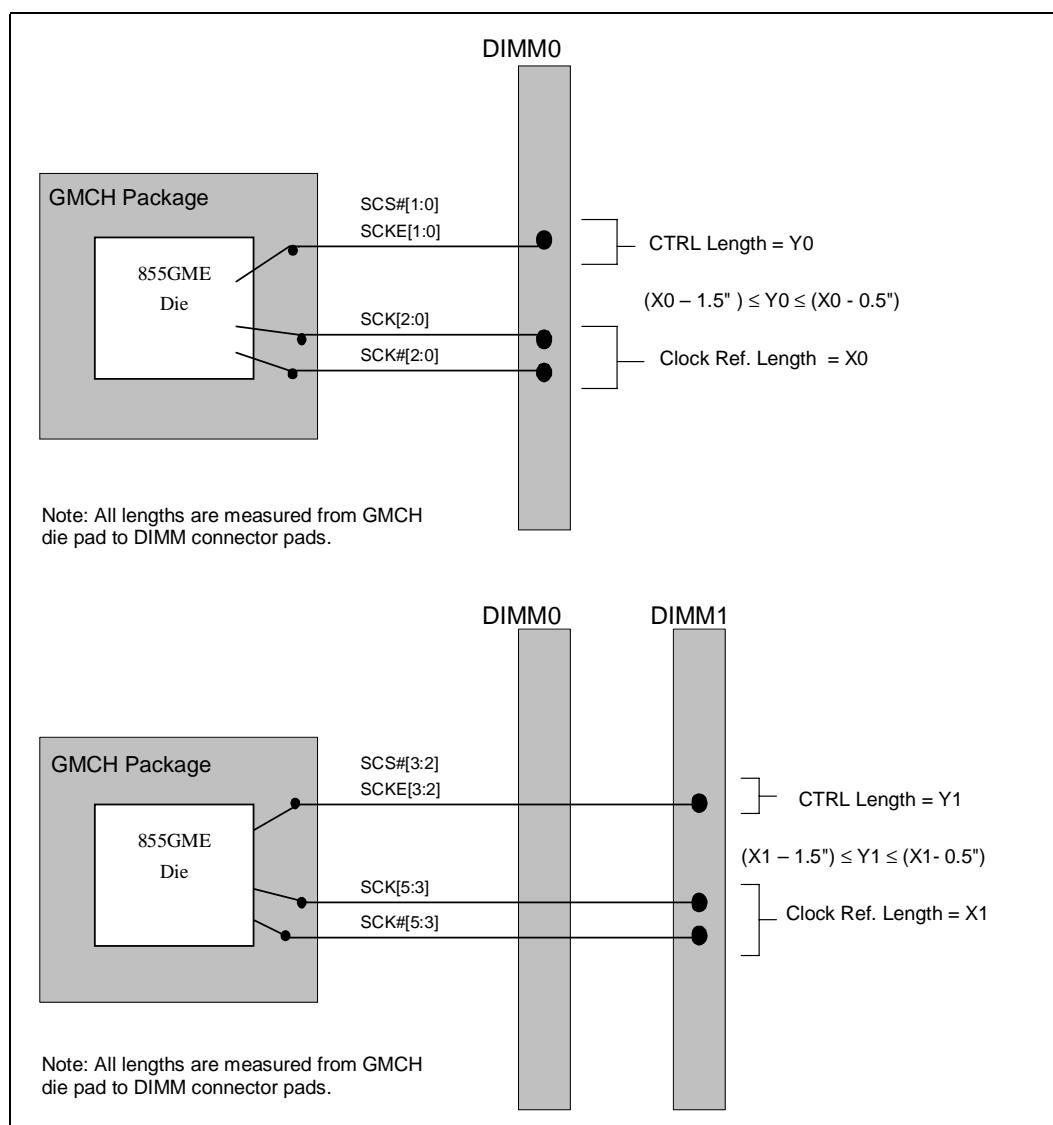 DIMM0
GMCH Package
855GME
Die
SCS#[1:0]
SCKE[1:0]
SCK[2:0]
SCK#[2:0]
CTRL Length = Y0
(X0 – 1.5" ) ≤ Y0 ≤ (X0 - 0.5")
Clock Ref. Length = X0
Note: All lengths are measured from GMCH
die pad to DIMM connector pads.
DIMM0
DIMM1
GMCH Package
855GME
Die
SCS#[3:2]
SCKE[3:2]
SCK[5:3]
SCK#[5:3]
CTRL Length = Y1
(X1 – 1.5") ≤ Y1 ≤ (X1- 0.5")
Clock Ref. Length = X1
Note: All lengths are measured from GMCH
die pad to DIMM connector pads.